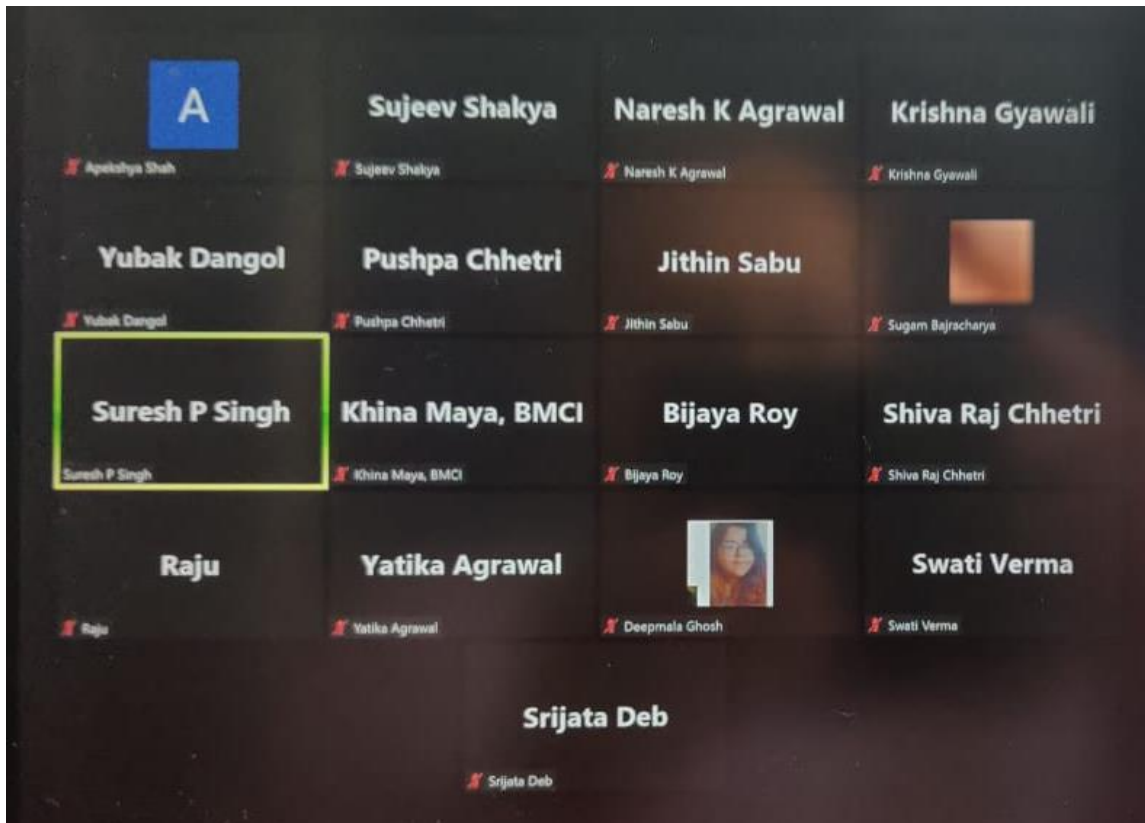 A
Sujeev Shakya
Naresh K Agrawal
Krishna Gyawali
Apekshya Shah
Sujeev Shakya
Naresh K Agrawal
Krishna Gyawali
Yubak Dangol
Pushpa Chhetri
Jithin Sabu
Yubak Dangol
Pushpa Chhetri
Jithin Sabu
Sugam Bajracharya
Suresh P Singh
Khina Maya, BMCI
Bijaya Roy
Shiva Raj Chhetri
Suresh P Singh
Khina Maya, BMCI
Bijaya Roy
Shiva Raj Chhetri
Raju
Yatika Agrawal
Swati Verma
Raju
Yatika Agrawal
Deepmala Ghosh
Swati Verma
Srijata Deb
Srijata Deb